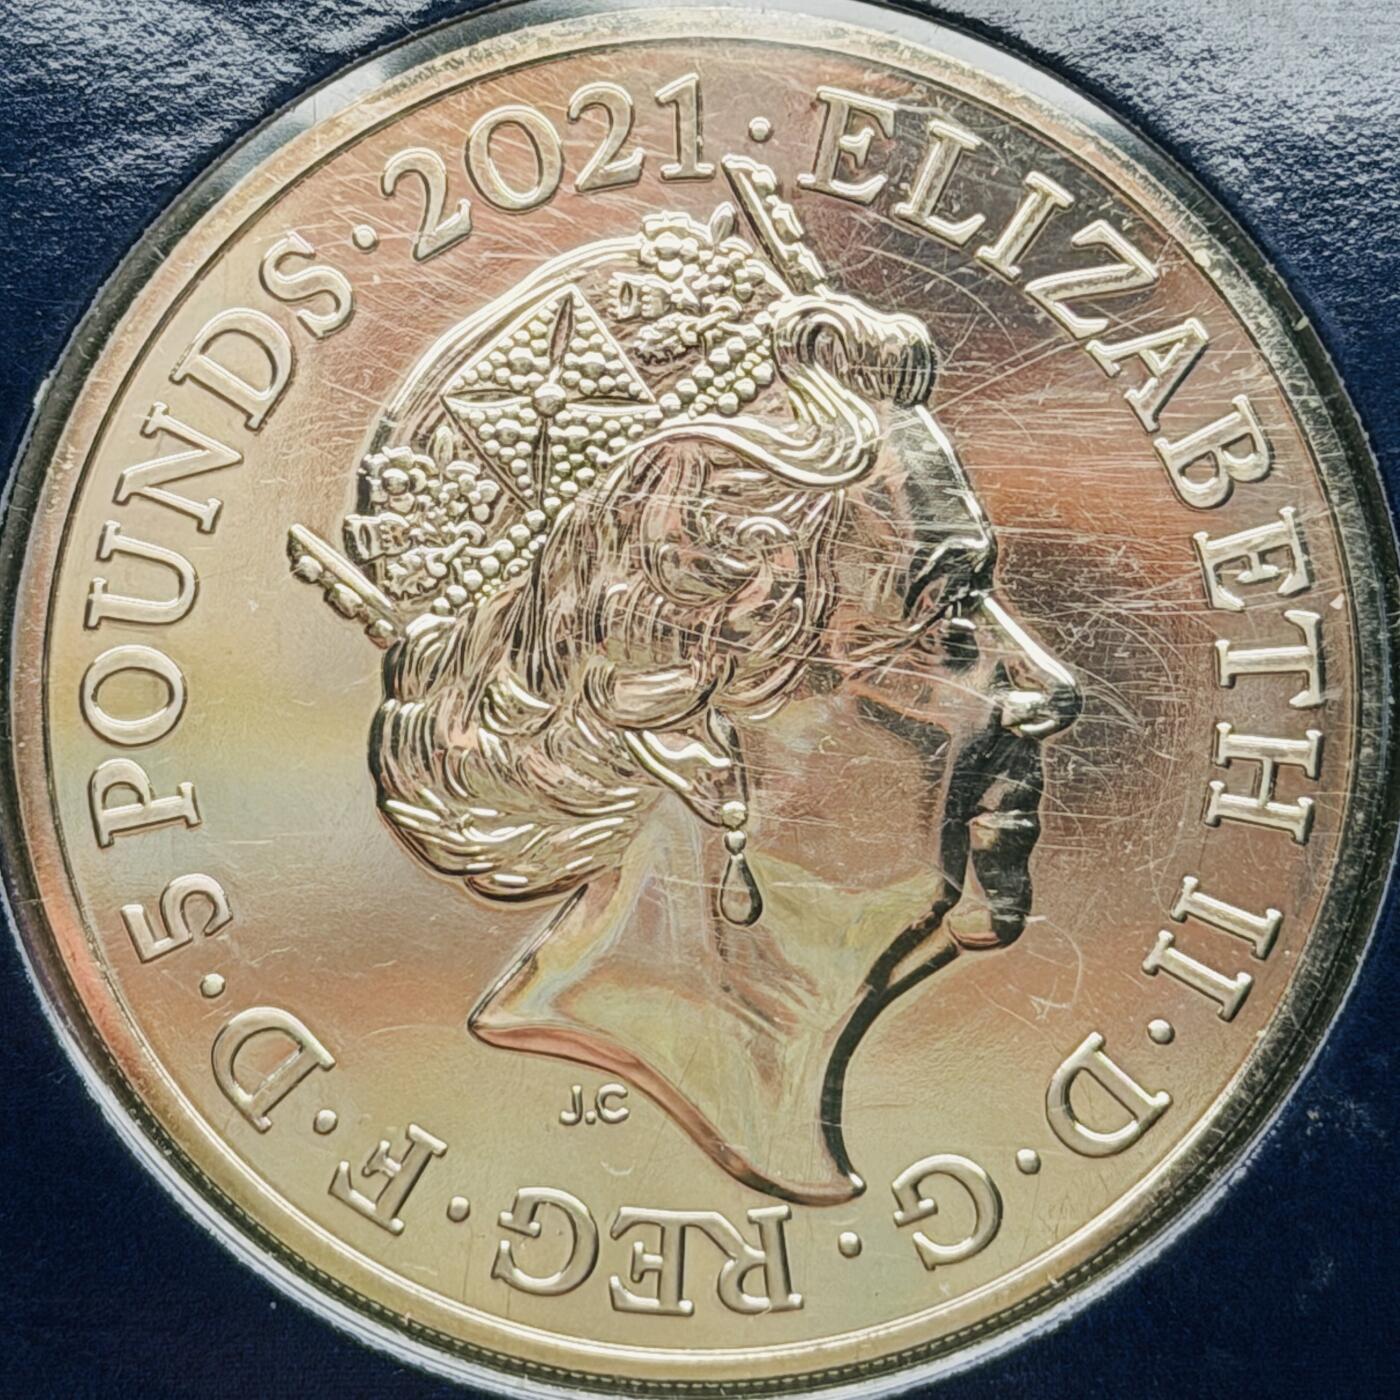 ELIZABETH II · D · G · REG · F · D · 5 POUNDS · 2021 ·
J.C